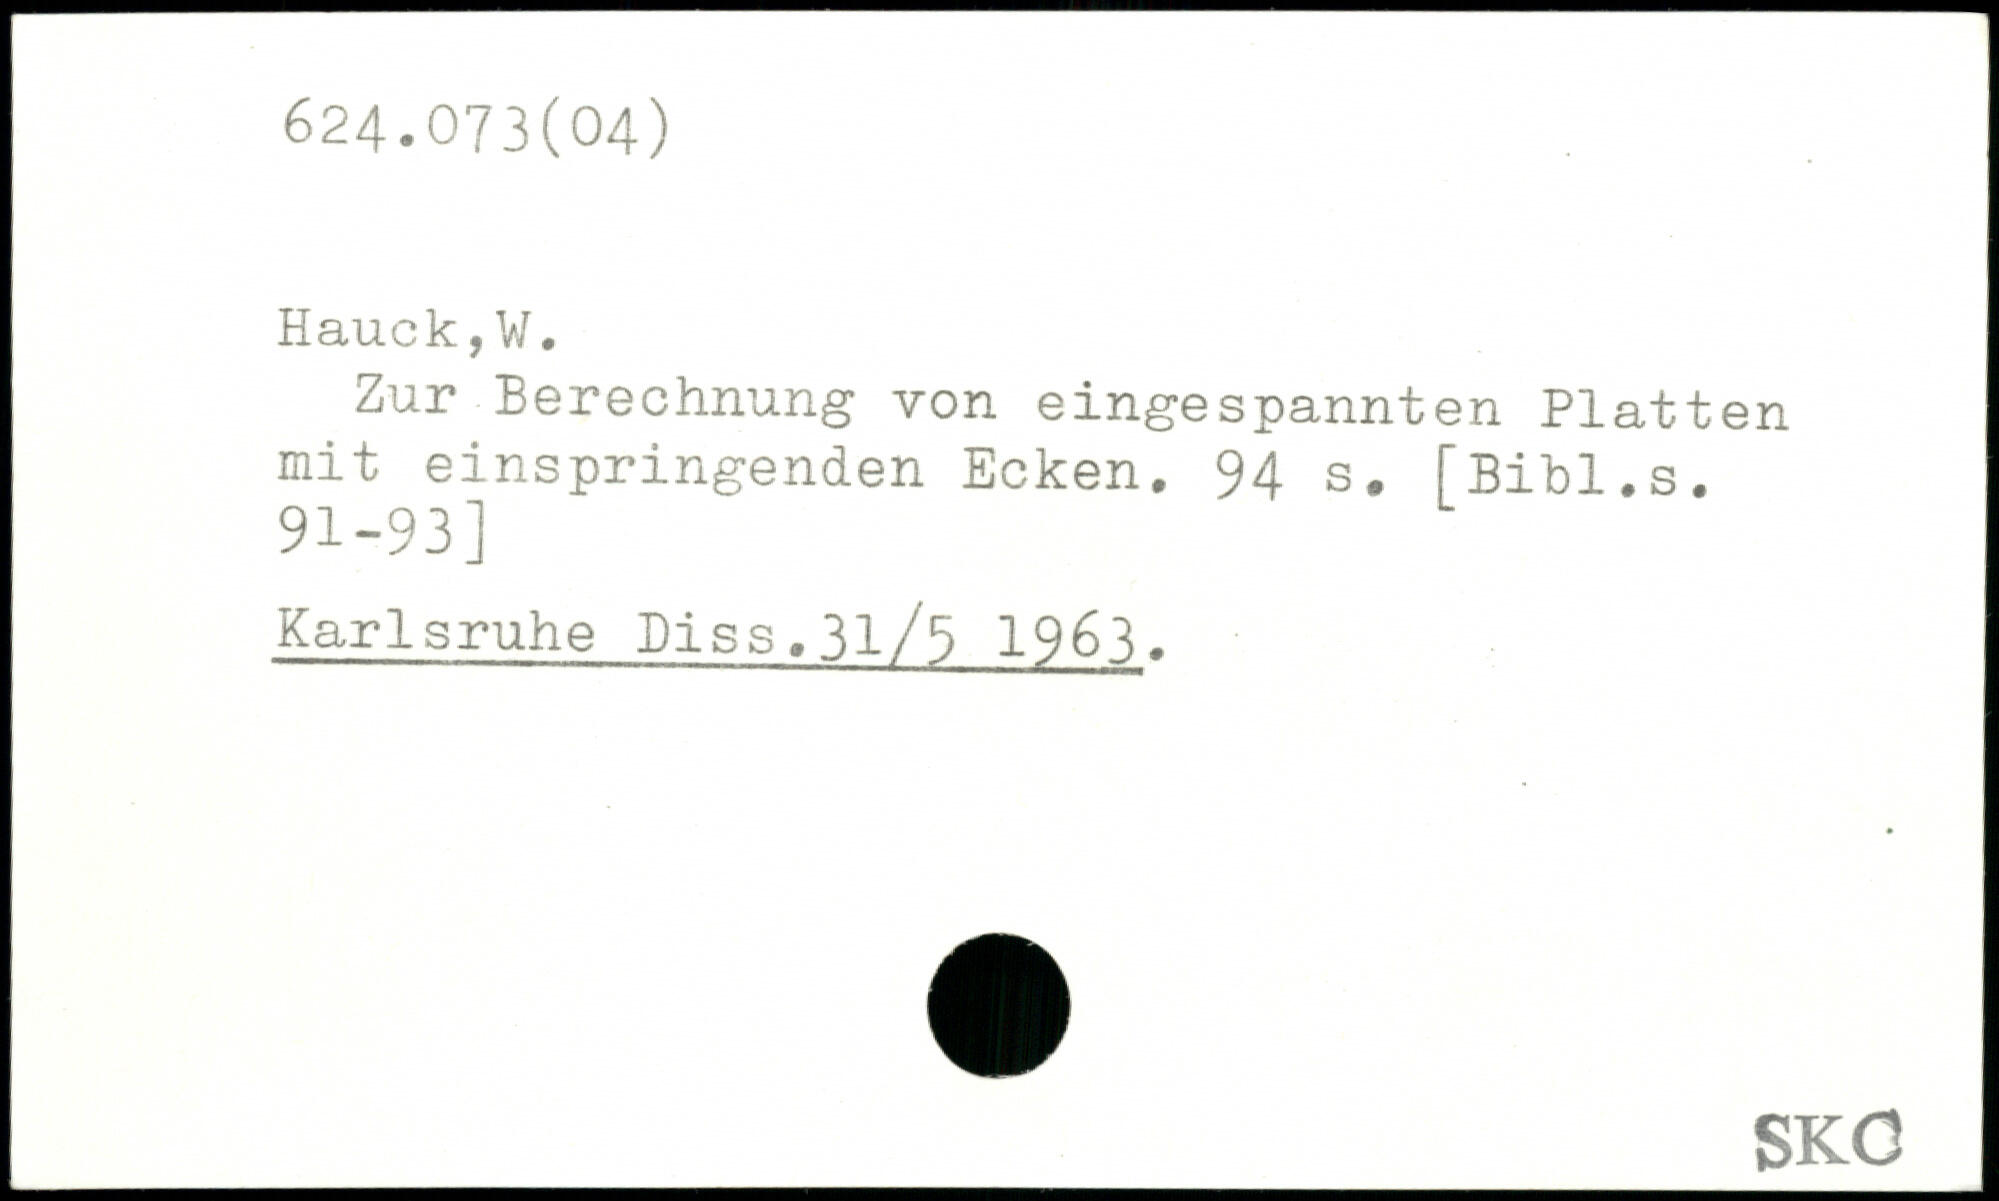 624.073(04)
Hauck,W.
Zur Berechnung von eingespannten Platten
mit einspringenden Ecken. 94 s. [Bibl.s.
91-93]
Karlsruhe Diss.31/5 1963.
SKC